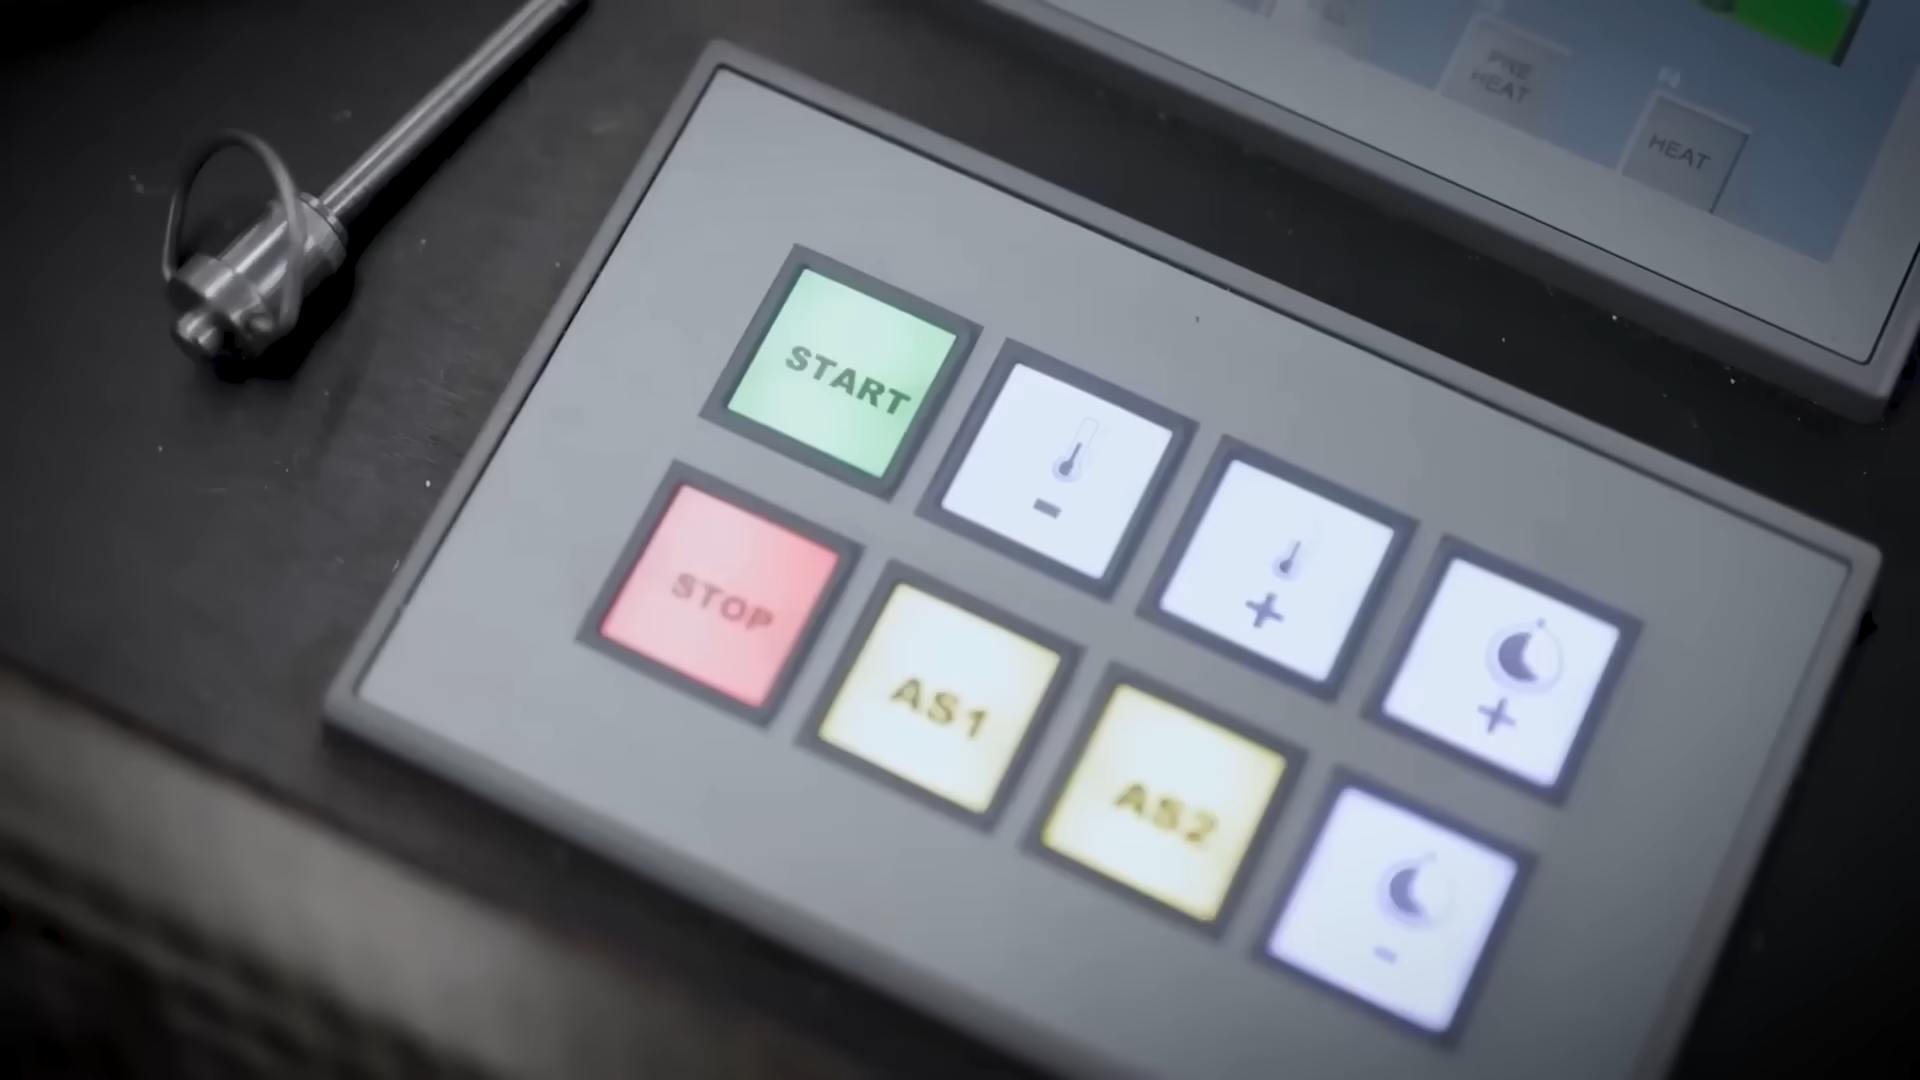 PRE
HEAT
HEAT
START
-
+
+
STOP
AS1
AS2
-